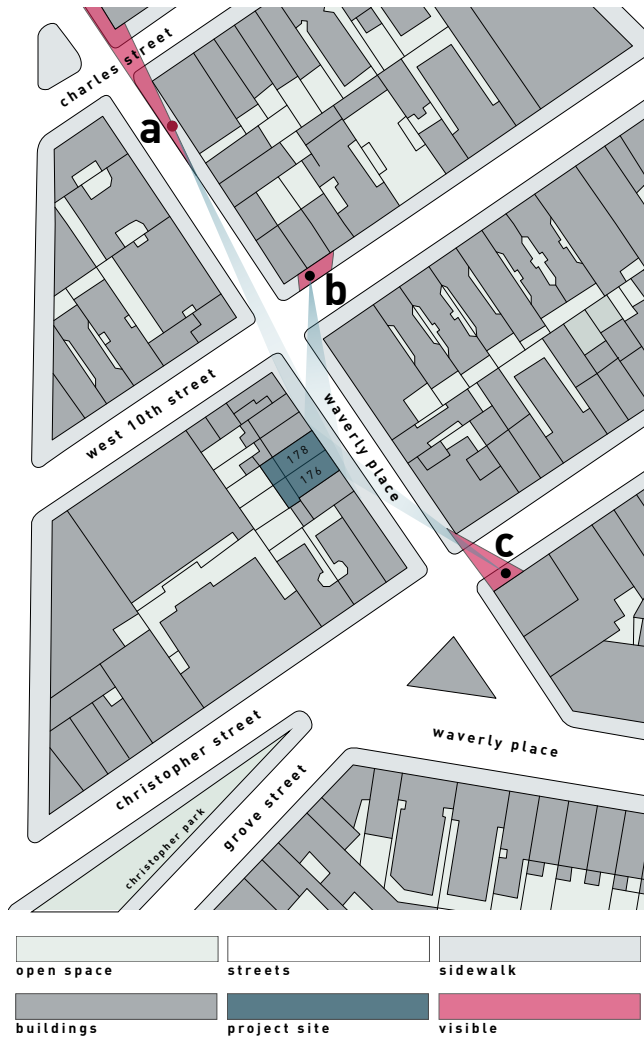 charles street
a
b
west 10th street
waverly place
178
176
c
christopher street
waverly place
christopher park
grove street
open space
streets
sidewalk
buildings
project site
visible